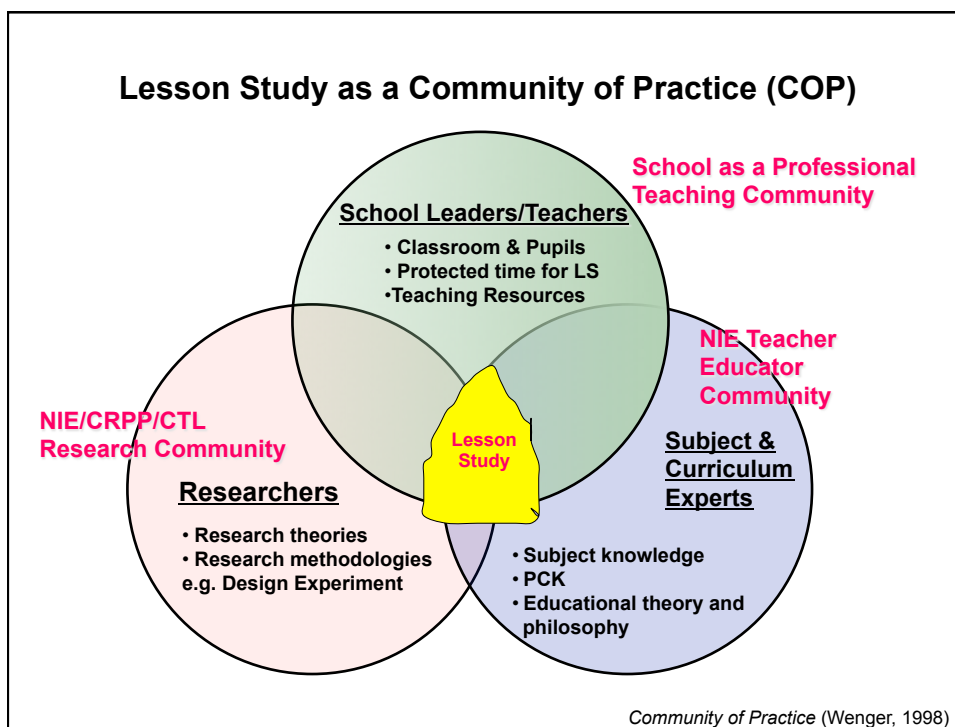 Lesson Study as a Community of Practice (COP)
School as a Professional
Teaching Community
School Leaders/Teachers
• Classroom & Pupils
• Protected time for LS
•Teaching Resources
NIE Teacher
Educator
Community
NIE/CRPP/CTL
Research Community
Lesson
Study
Subject &
Curriculum
Experts
Researchers
• Research theories
• Research methodologies
e.g. Design Experiment
• Subject knowledge
• PCK
• Educational theory and
philosophy
Community of Practice (Wenger, 1998)